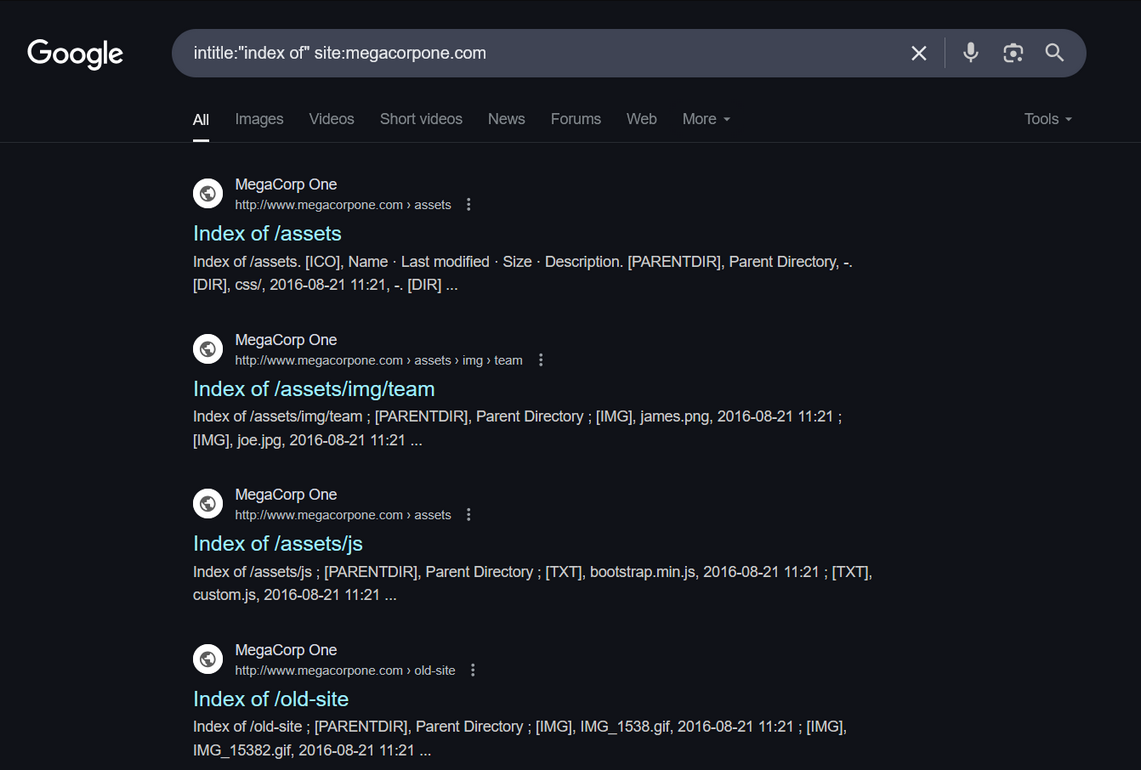 Google
intitle:"index of" site:megacorpone.com
All Images Videos Short videos News Forums Web More Tools
MegaCorp One
http://www.megacorpone.com › assets
Index of /assets
Index of /assets. [ICO], Name · Last modified · Size · Description. [PARENTDIR], Parent Directory, -.
[DIR], css/, 2016-08-21 11:21, -. [DIR] ...
MegaCorp One
http://www.megacorpone.com › assets › img › team
Index of /assets/img/team
Index of /assets/img/team ; [PARENTDIR], Parent Directory ; [IMG], james.png, 2016-08-21 11:21 ;
[IMG], joe.jpg, 2016-08-21 11:21 ...
MegaCorp One
http://www.megacorpone.com › assets
Index of /assets/js
Index of /assets/js ; [PARENTDIR], Parent Directory ; [TXT], bootstrap.min.js, 2016-08-21 11:21 ; [TXT],
custom.js, 2016-08-21 11:21 ...
MegaCorp One
http://www.megacorpone.com › old-site
Index of /old-site
Index of /old-site ; [PARENTDIR], Parent Directory ; [IMG], IMG_1538.gif, 2016-08-21 11:21 ; [IMG],
IMG_15382.gif, 2016-08-21 11:21 ...